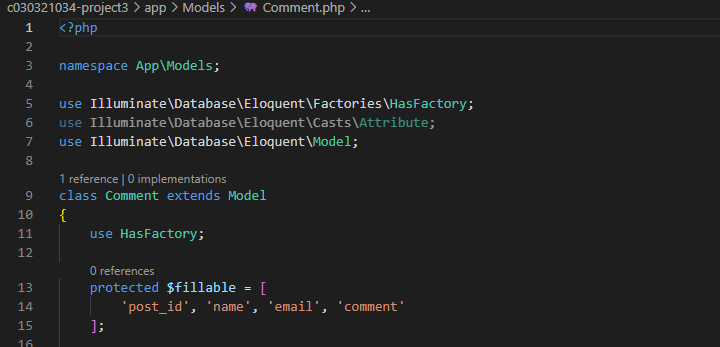 c030321034-project3 > app > Models > Comment.php > ...
1 <?php
2
3 namespace App\Models;
4
5 use Illuminate\Database\Eloquent\Factories\HasFactory;
6 use Illuminate\Database\Eloquent\Casts\Attribute;
7 use Illuminate\Database\Eloquent\Model;
8
1 reference | 0 implementations
9 class Comment extends Model
10 {
11 use HasFactory;
12
0 references
13 protected $fillable = [
14 'post_id', 'name', 'email', 'comment'
15 ];
16